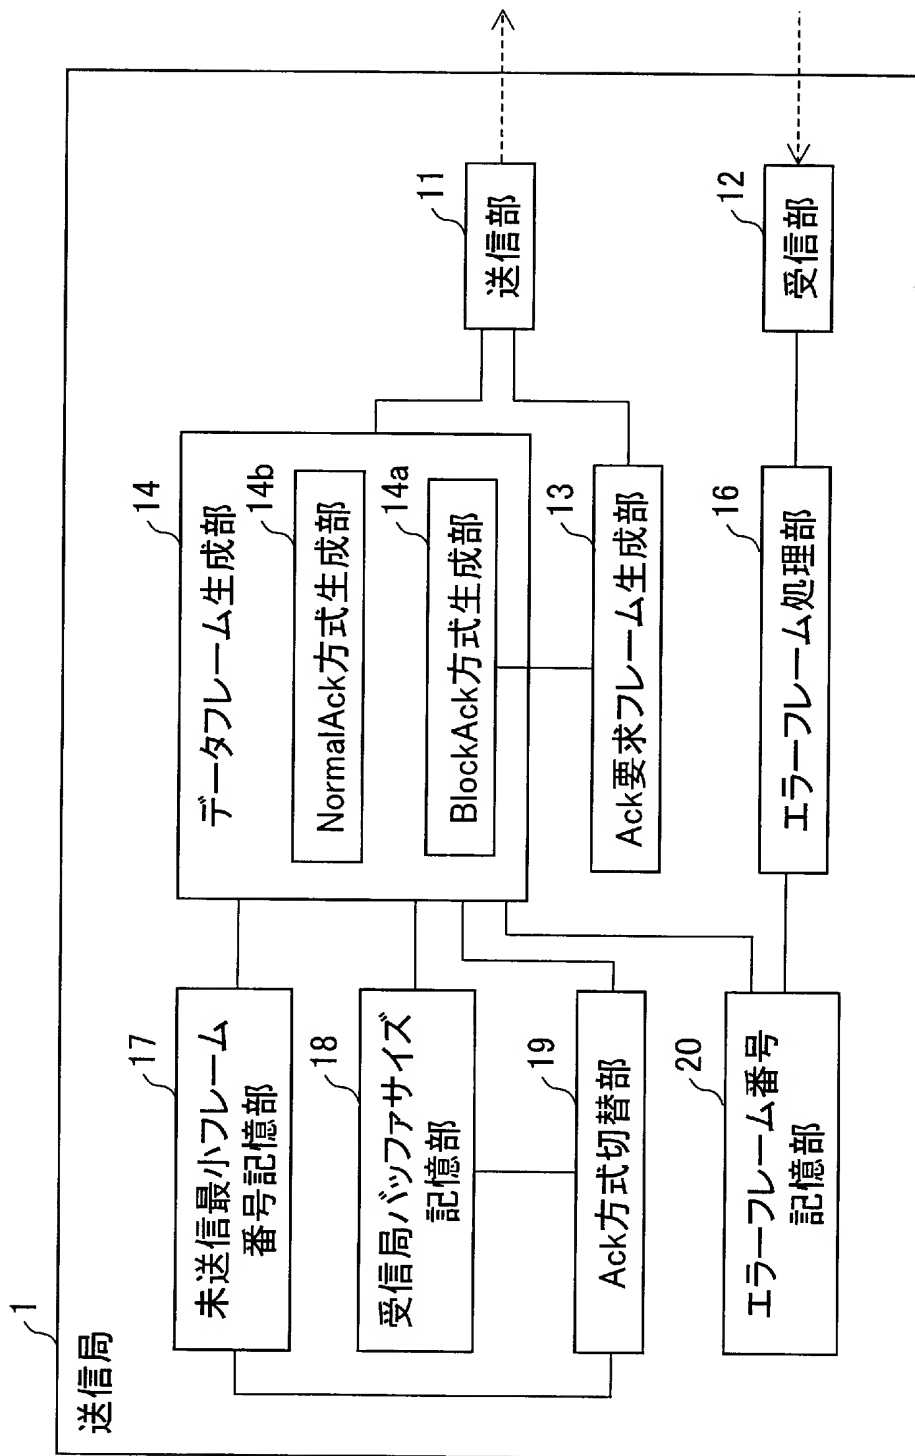 1
送信局
17
未送信最小フレーム
番号記憶部
18
受信局バッファサイズ
記憶部
19
Ack方式切替部
20
エラーフレーム番号
記憶部
14
データフレーム生成部
14b
NormalAck方式生成部
14a
BlockAck方式生成部
13
Ack要求フレーム生成部
16
エラーフレーム処理部
11
送信部
12
受信部